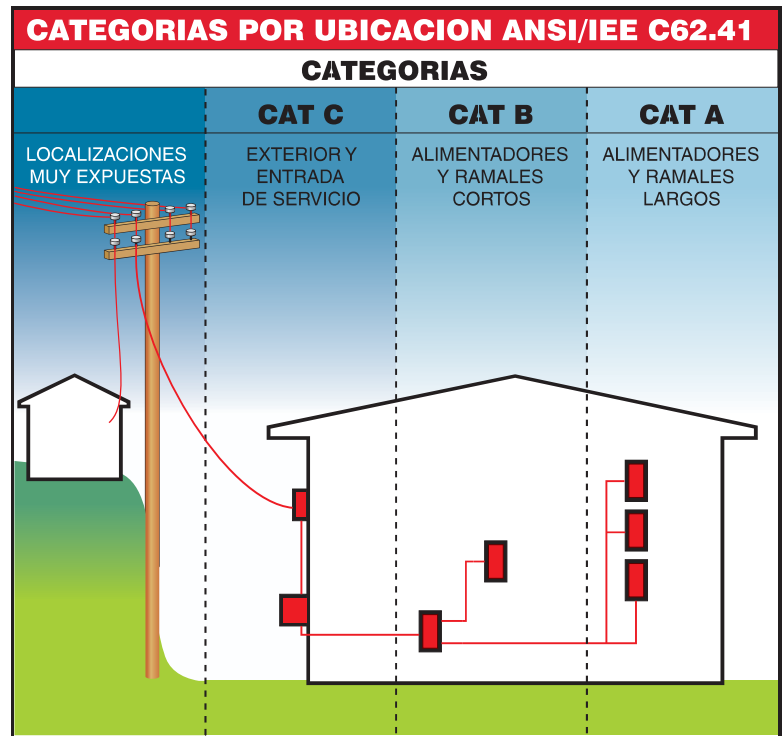 CATEGORIAS POR UBICACION ANSI/IEE C62.41
CATEGORIAS
LOCALIZACIONES
MUY EXPUESTAS
CAT C
EXTERIOR Y
ENTRADA
DE SERVICIO
CAT B
ALIMENTADORES
Y RAMALES
CORTOS
CAT A
ALIMENTADORES
Y RAMALES
LARGOS